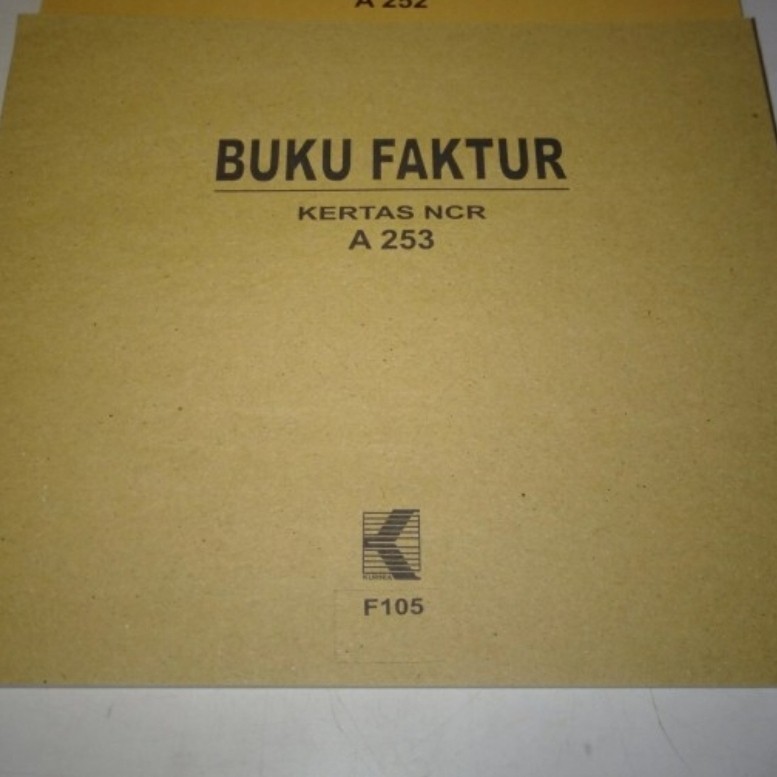 A 252
BUKU FAKTUR
KERTAS NCR
A 253
F105